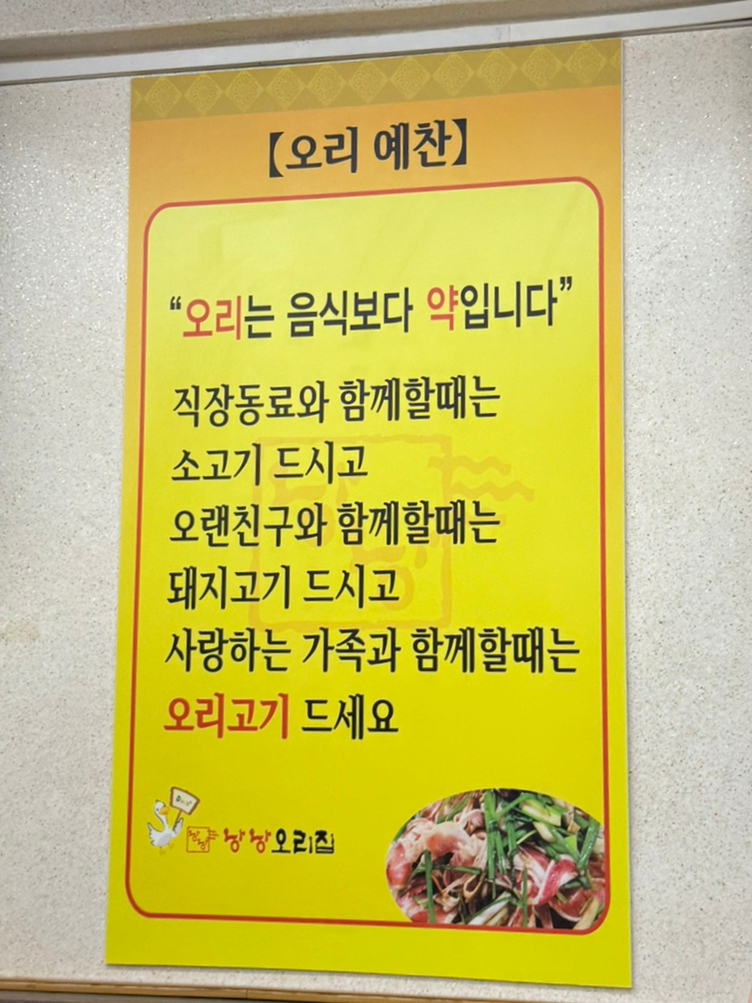 【오리 예찬】
“오리는 음식보다 약입니다”
직장동료와 함께할때는
소고기 드시고
오랜친구와 함께할때는
돼지고기 드시고
사랑하는 가족과 함께할때는
오리고기 드세요
오리집